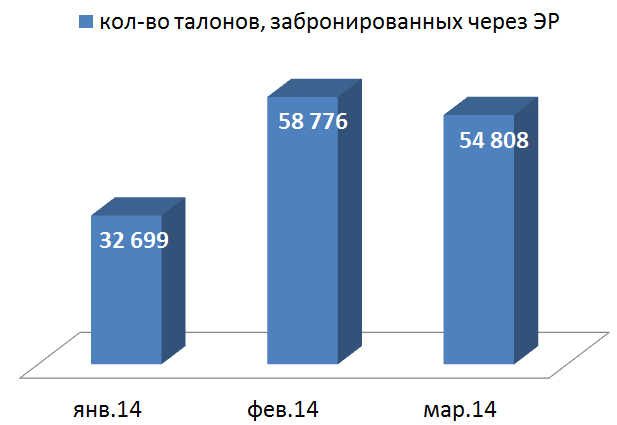 кол-во талонов, забронированных через ЭР
58 776
54 808
32 699
янв.14 фев.14 мар.14